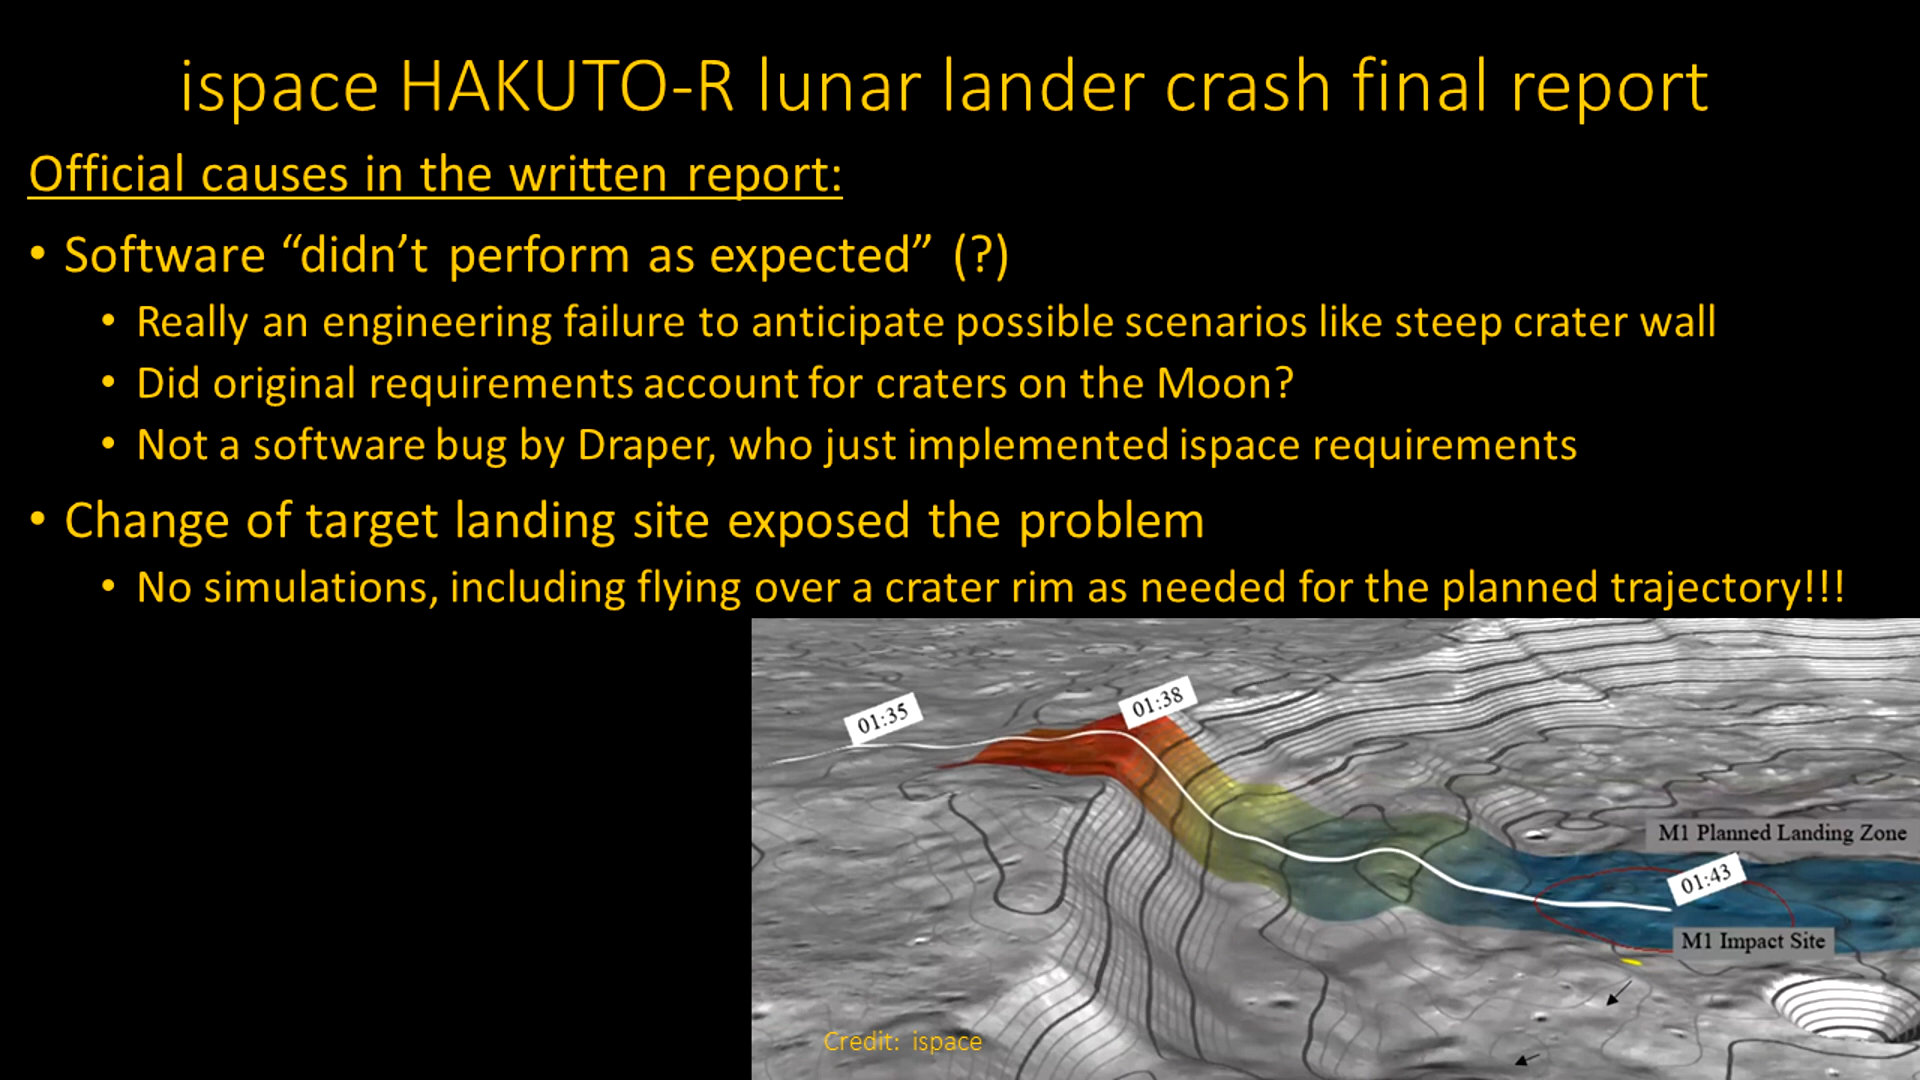 ispace HAKUTO-R lunar lander crash final report
Official causes in the written report:
• Software “didn’t perform as expected” (?)
• Really an engineering failure to anticipate possible scenarios like steep crater wall
• Did original requirements account for craters on the Moon?
• Not a software bug by Draper, who just implemented ispace requirements
• Change of target landing site exposed the problem
• No simulations, including flying over a crater rim as needed for the planned trajectory!!!
01:35
01:38
M1 Planned Landing Zone
01:43
M1 Impact Site
Credit: ispace